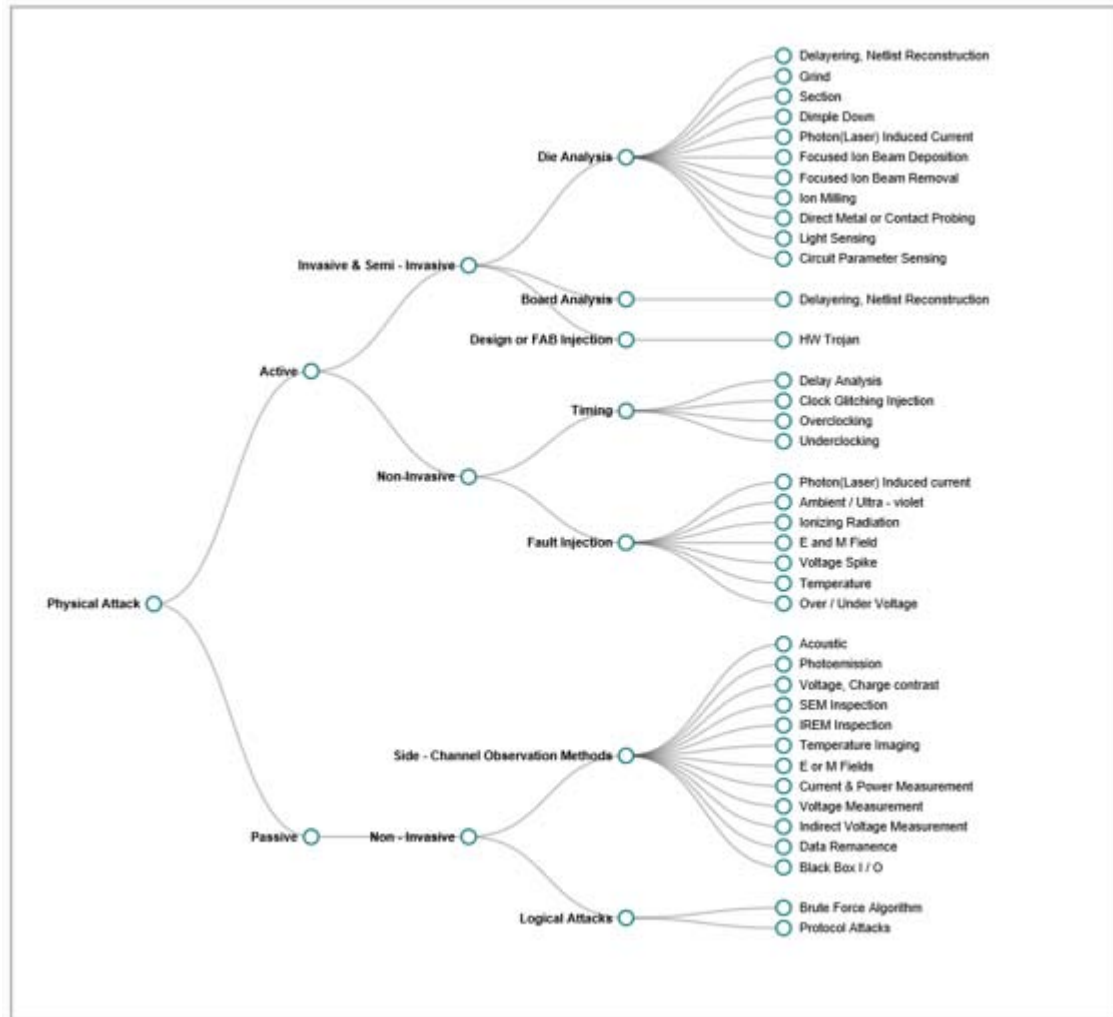 Delayering, Netlist Reconstruction
Grind
Section
Dimple Down
Die Analysis
Photon(Laser) Induced Current
Focused Ion Beam Deposition
Focused Ion Beam Removal
Ion Milling
Direct Metal or Contact Probing
Light Sensing
Circuit Parameter Sensing
Invasive & Semi - Invasive
Board Analysis
Delayering, Netlist Reconstruction
Design or FAB Injection
HW Trojan
Active
Timing
Delay Analysis
Clock Glitching Injection
Overclocking
Underclocking
Non-Invasive
Fault Injection
Photon(Laser) Induced current
Ambient / Ultra - violet
Ionizing Radiation
E and M Field
Voltage Spike
Temperature
Over / Under Voltage
Physical Attack
Side - Channel Observation Methods
Acoustic
Photoemission
Voltage, Charge contrast
SEM Inspection
IREM Inspection
Temperature Imaging
E or M Fields
Current & Power Measurement
Voltage Measurement
Indirect Voltage Measurement
Data Remanence
Black Box I / O
Passive
Non - Invasive
Logical Attacks
Brute Force Algorithm
Protocol Attacks